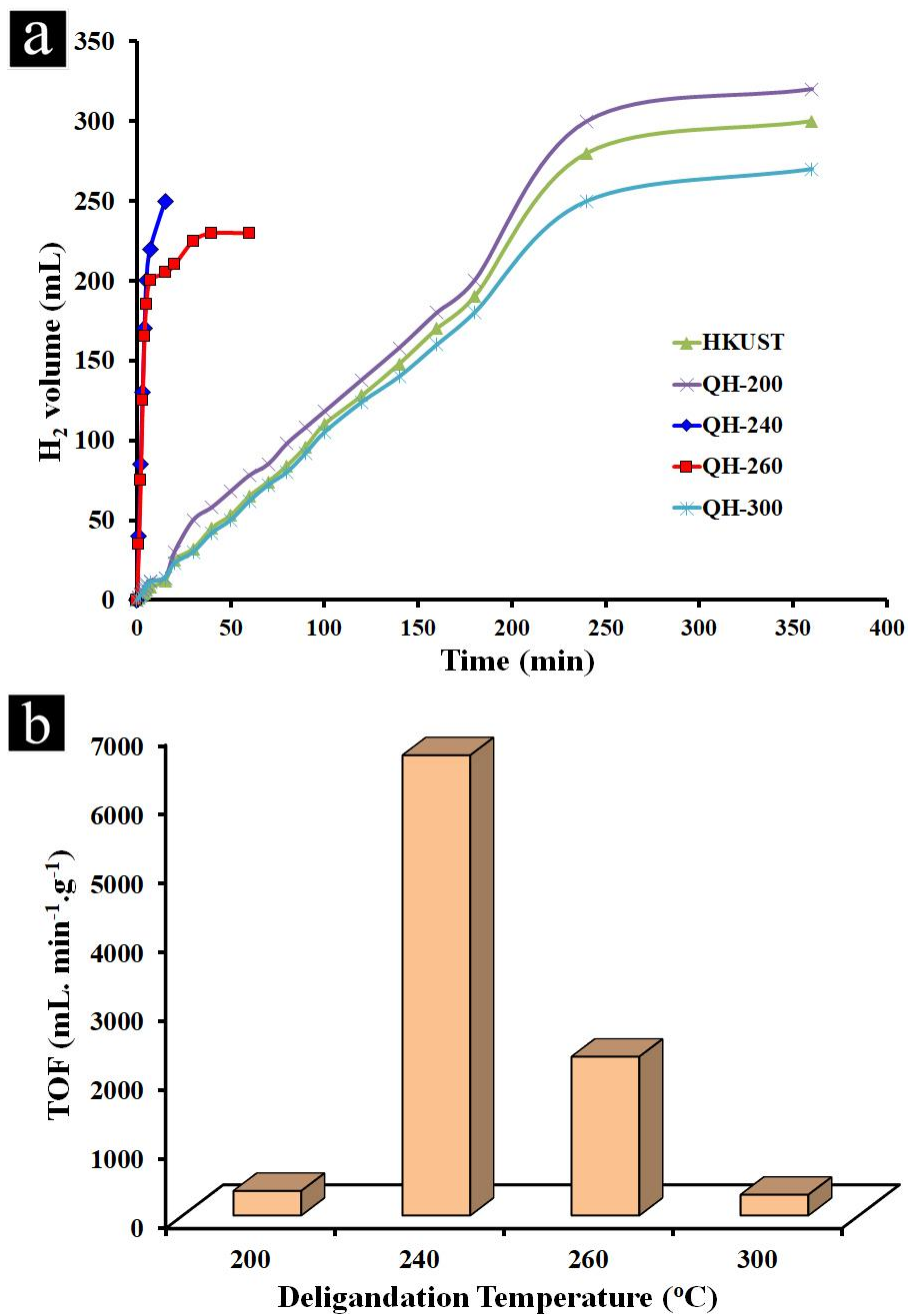 a
350
300
250
200
150
100
50
0
H₂ volume (mL)
HKUST
QH-200
QH-240
QH-260
QH-300
0 50 100 150 200 250 300 350 400
Time (min)
b
7000
6000
5000
4000
3000
2000
1000
0
TOF (mL. min⁻¹.g⁻¹)
200 240 260 300
Deligandation Temperature (ºC)